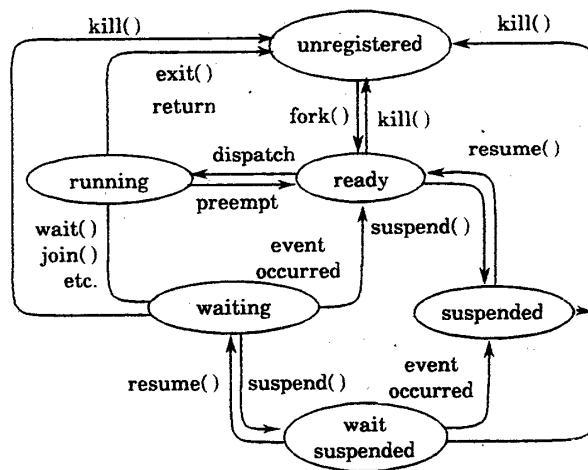 kill()
kill()
unregistered
exit()
return
fork()
kill()
dispatch
resume()
running
ready
preempt
wait()
join()
etc.
event
occurred
suspend()
waiting
suspended
resume()
suspend()
event
occurred
wait
suspended